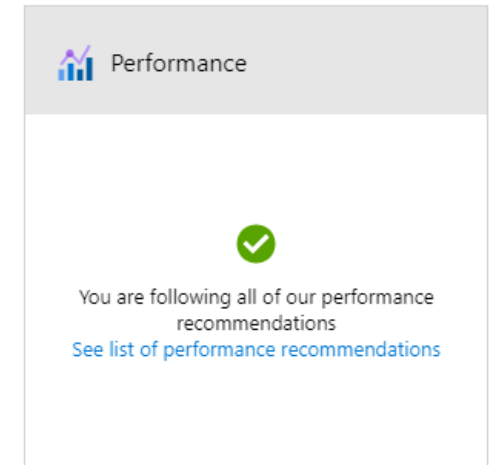 Performance
You are following all of our performance
recommendations
See list of performance recommendations